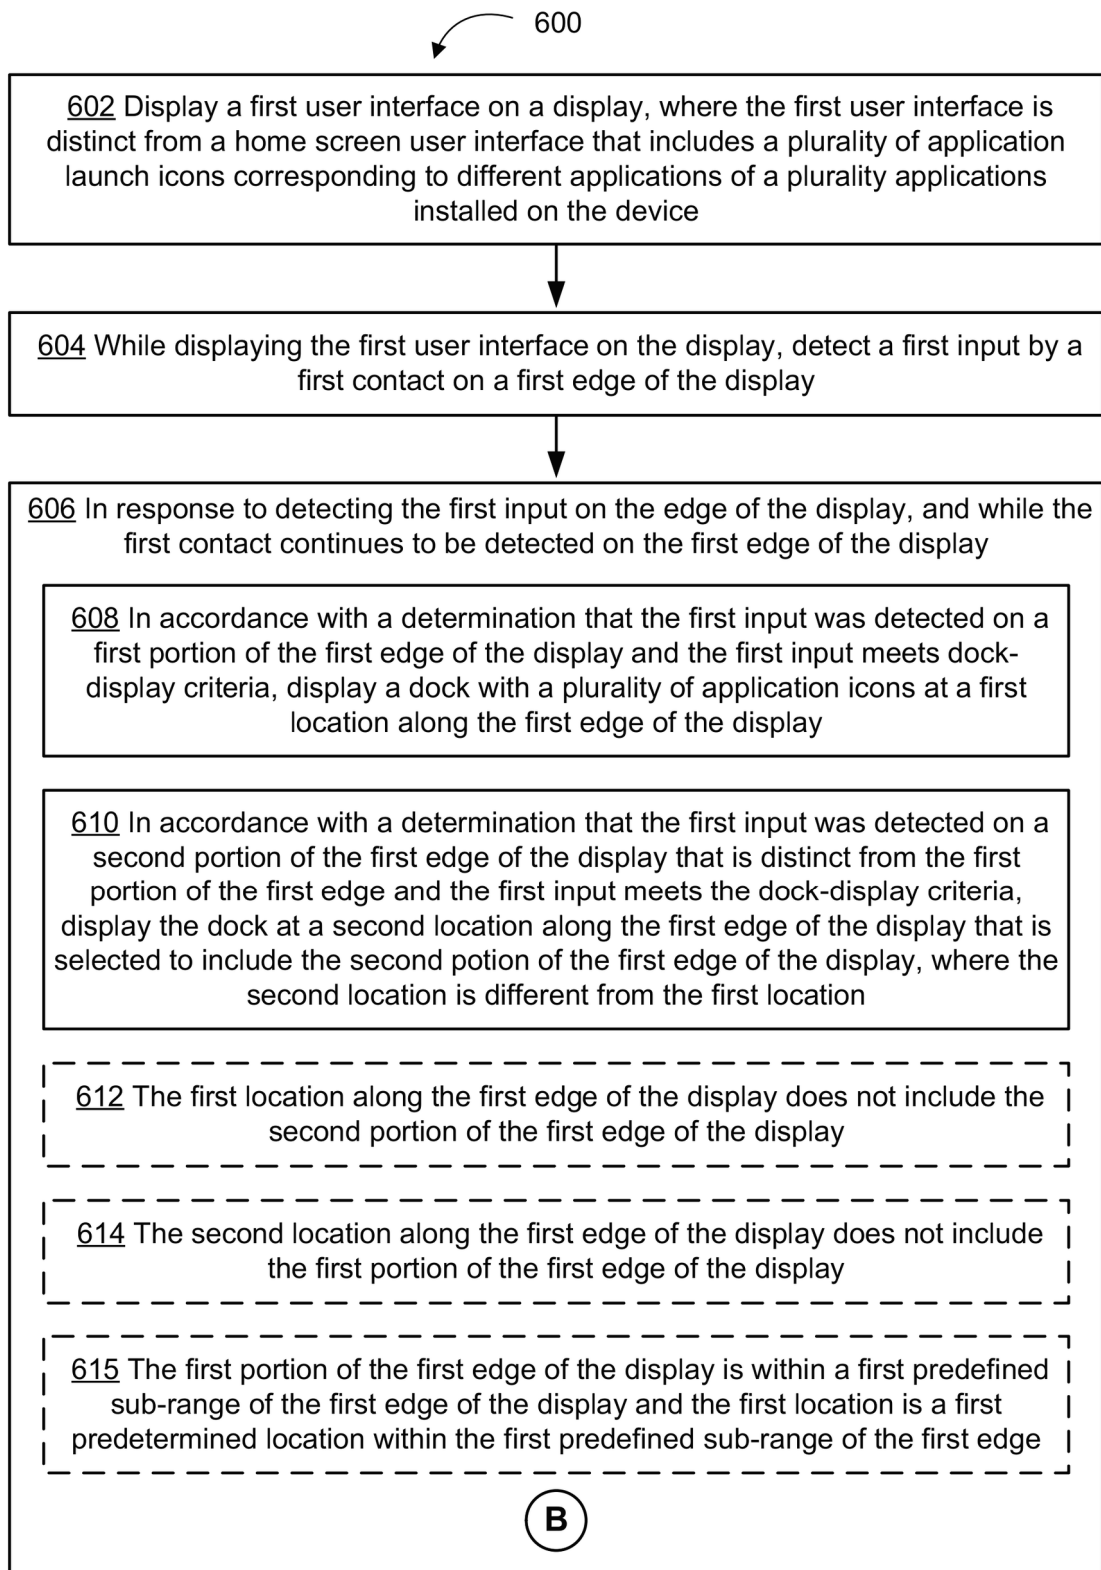 600
602 Display a first user interface on a display, where the first user interface is
distinct from a home screen user interface that includes a plurality of application
launch icons corresponding to different applications of a plurality applications
installed on the device
604 While displaying the first user interface on the display, detect a first input by a
first contact on a first edge of the display
606 In response to detecting the first input on the edge of the display, and while the
first contact continues to be detected on the first edge of the display
608 In accordance with a determination that the first input was detected on a
first portion of the first edge of the display and the first input meets dock-
display criteria, display a dock with a plurality of application icons at a first
location along the first edge of the display
610 In accordance with a determination that the first input was detected on a
second portion of the first edge of the display that is distinct from the first
portion of the first edge and the first input meets the dock-display criteria,
display the dock at a second location along the first edge of the display that is
selected to include the second potion of the first edge of the display, where the
second location is different from the first location
612 The first location along the first edge of the display does not include the
second portion of the first edge of the display
614 The second location along the first edge of the display does not include
the first portion of the first edge of the display
615 The first portion of the first edge of the display is within a first predefined
sub-range of the first edge of the display and the first location is a first
predetermined location within the first predefined sub-range of the first edge
B